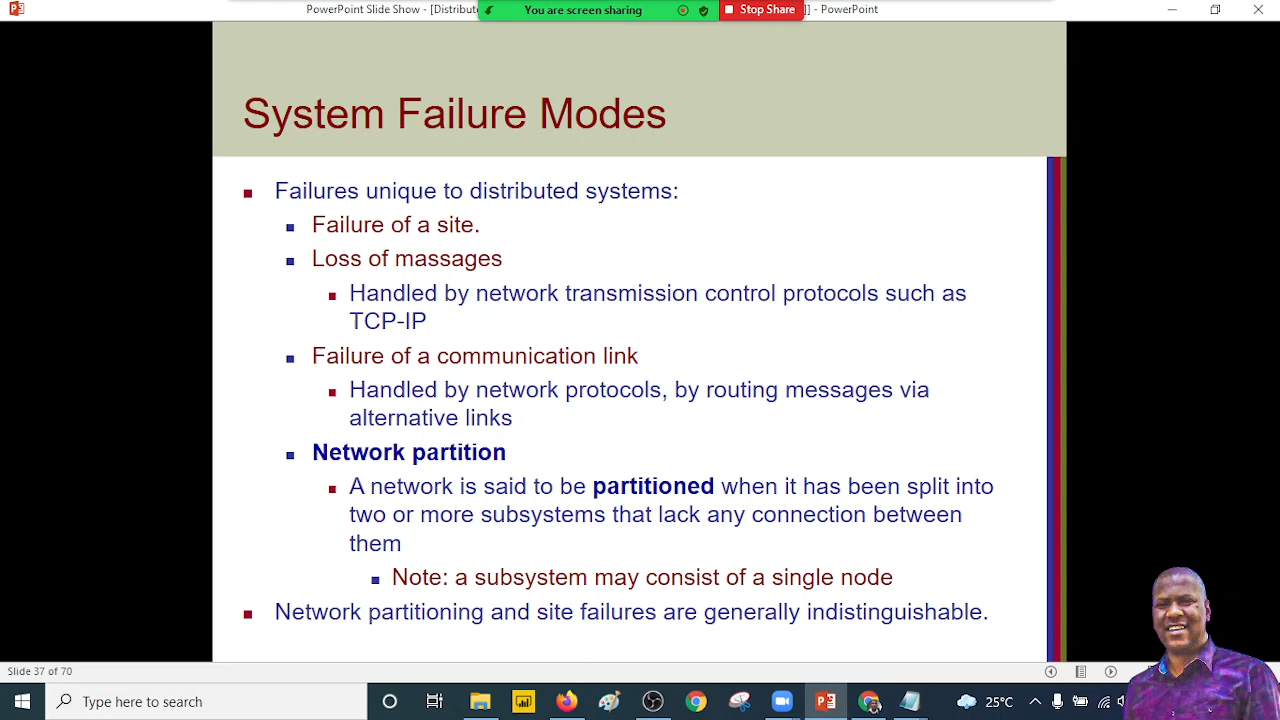 PowerPoint Slide Show - [Distribut
You are screen sharing
Stop Share
]] - PowerPoint
System Failure Modes
Failures unique to distributed systems:
Failure of a site.
Loss of massages
Handled by network transmission control protocols such as
TCP-IP
Failure of a communication link
Handled by network protocols, by routing messages via
alternative links
Network partition
A network is said to be partitioned when it has been split into
two or more subsystems that lack any connection between
them
Note: a subsystem may consist of a single node
Network partitioning and site failures are generally indistinguishable.
Slide 37 of 70
Type here to search
25°C